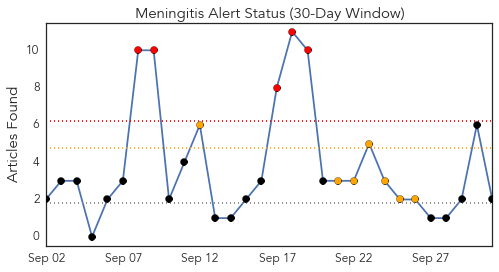 Meningitis Alert Status (30-Day Window)
Articles Found
10
8
6
4
2
0
Sep 02 Sep 07 Sep 12 Sep 17 Sep 22 Sep 27